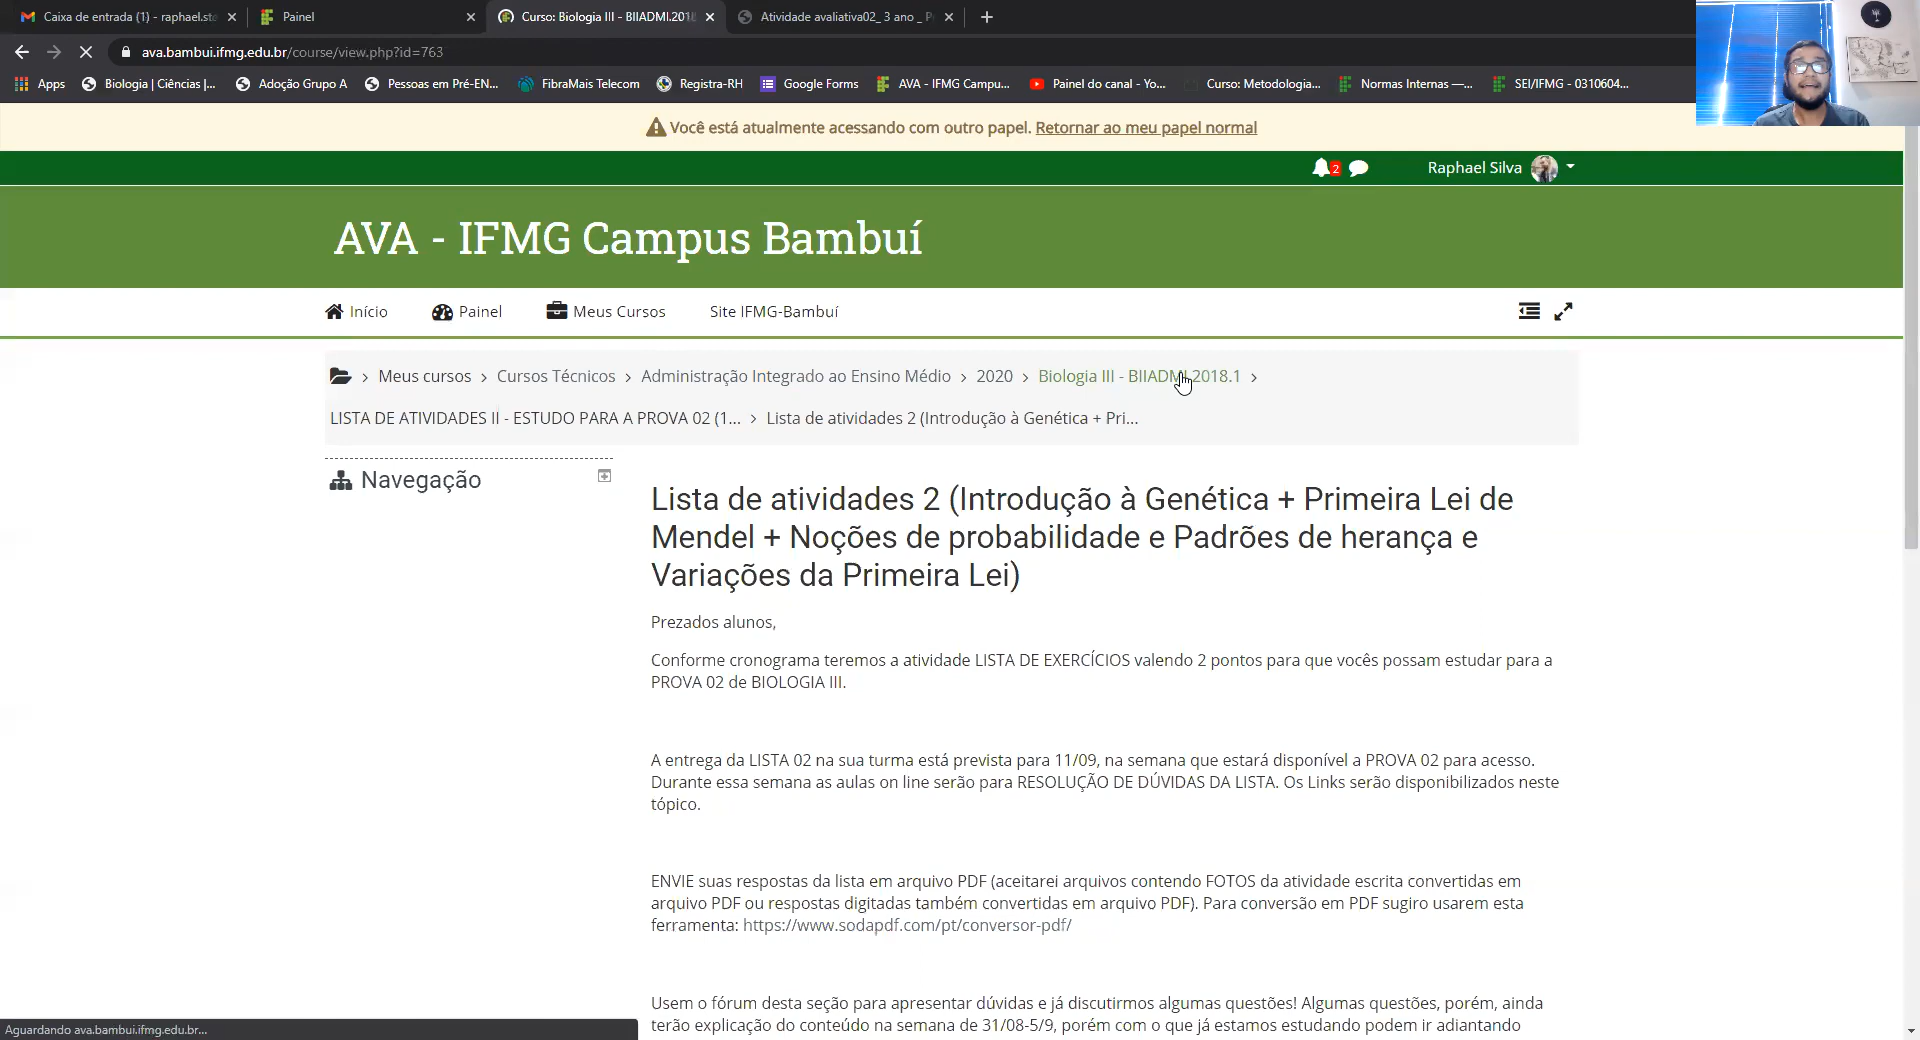 Caixa de entrada (1) - raphael.st
Painel
Curso: Biologia III - BIIADMI.2018
Atividade avaliativa02_ 3 ano _ P
ava.bambui.ifmg.edu.br/course/view.php?id=763
Apps
Biologia | Ciências |...
Adoção Grupo A
Pessoas em Pré-EN...
FibraMais Telecom
Registra-RH
Google Forms
AVA - IFMG Campu...
Painel do canal - Yo...
Curso: Metodologia...
Normas Internas —...
SEI/IFMG - 0310604...
Você está atualmente acessando com outro papel. Retornar ao meu papel normal
2
Raphael Silva
AVA - IFMG Campus Bambuí
Início
Painel
Meus Cursos
Site IFMG-Bambuí
Meus cursos > Cursos Técnicos > Administração Integrado ao Ensino Médio > 2020 > Biologia III - BIIADMI.2018.1 >
LISTA DE ATIVIDADES II - ESTUDO PARA A PROVA 02 (1... > Lista de atividades 2 (Introdução à Genética + Pri...
Navegação
Lista de atividades 2 (Introdução à Genética + Primeira Lei de
Mendel + Noções de probabilidade e Padrões de herança e
Variações da Primeira Lei)
Prezados alunos,
Conforme cronograma teremos a atividade LISTA DE EXERCÍCIOS valendo 2 pontos para que vocês possam estudar para a
PROVA 02 de BIOLOGIA III.
A entrega da LISTA 02 na sua turma está prevista para 11/09, na semana que estará disponível a PROVA 02 para acesso.
Durante essa semana as aulas on line serão para RESOLUÇÃO DE DÚVIDAS DA LISTA. Os Links serão disponibilizados neste
tópico.
ENVIE suas respostas da lista em arquivo PDF (aceitarei arquivos contendo FOTOS da atividade escrita convertidas em
arquivo PDF ou respostas digitadas também convertidas em arquivo PDF). Para conversão em PDF sugiro usarem esta
ferramenta: https://www.sodapdf.com/pt/conversor-pdf/
Usem o fórum desta seção para apresentar dúvidas e já discutirmos algumas questões! Algumas questões, porém, ainda
terão explicação do conteúdo na semana de 31/08-5/9, porém com o que já estamos estudando podem ir adiantando
Aguardando ava.bambui.ifmg.edu.br...